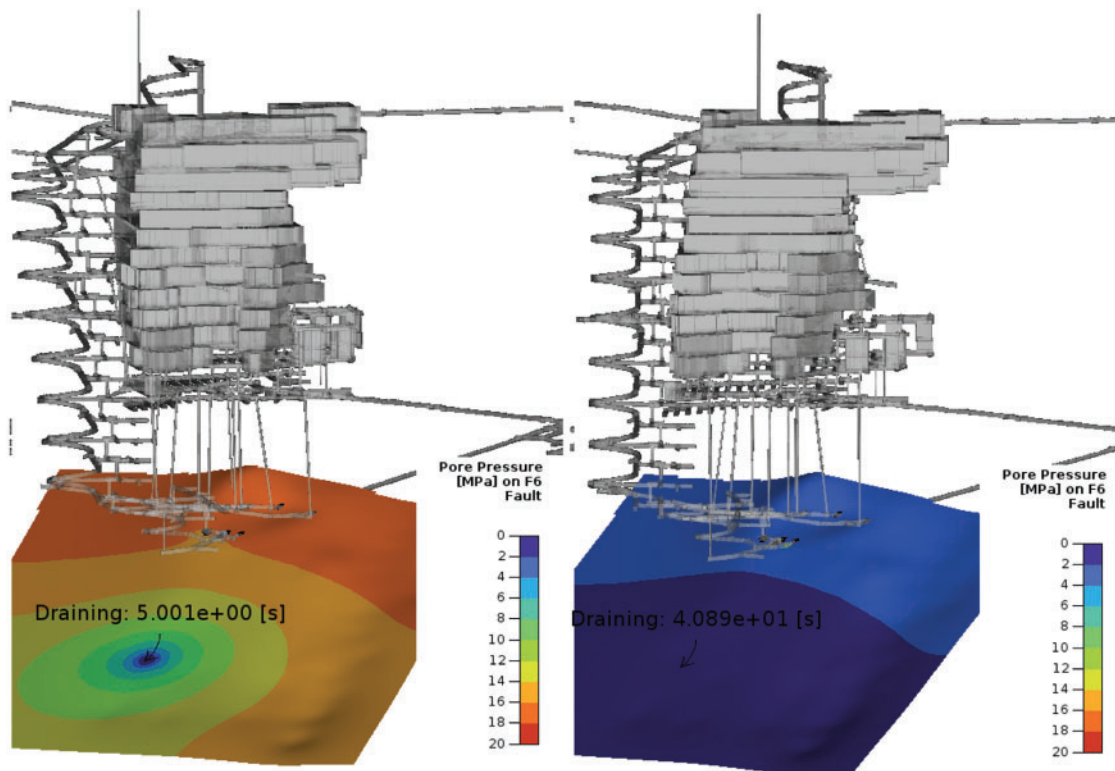 Pore Pressure
[MPa] on F6
Fault
0
2
4
6
8
10
12
14
16
18
20
Draining: 5.001e+00 [s]
Pore Pressure
[MPa] on F6
Fault
0
2
4
6
8
10
12
14
16
18
20
Draining: 4.089e+01 [s]